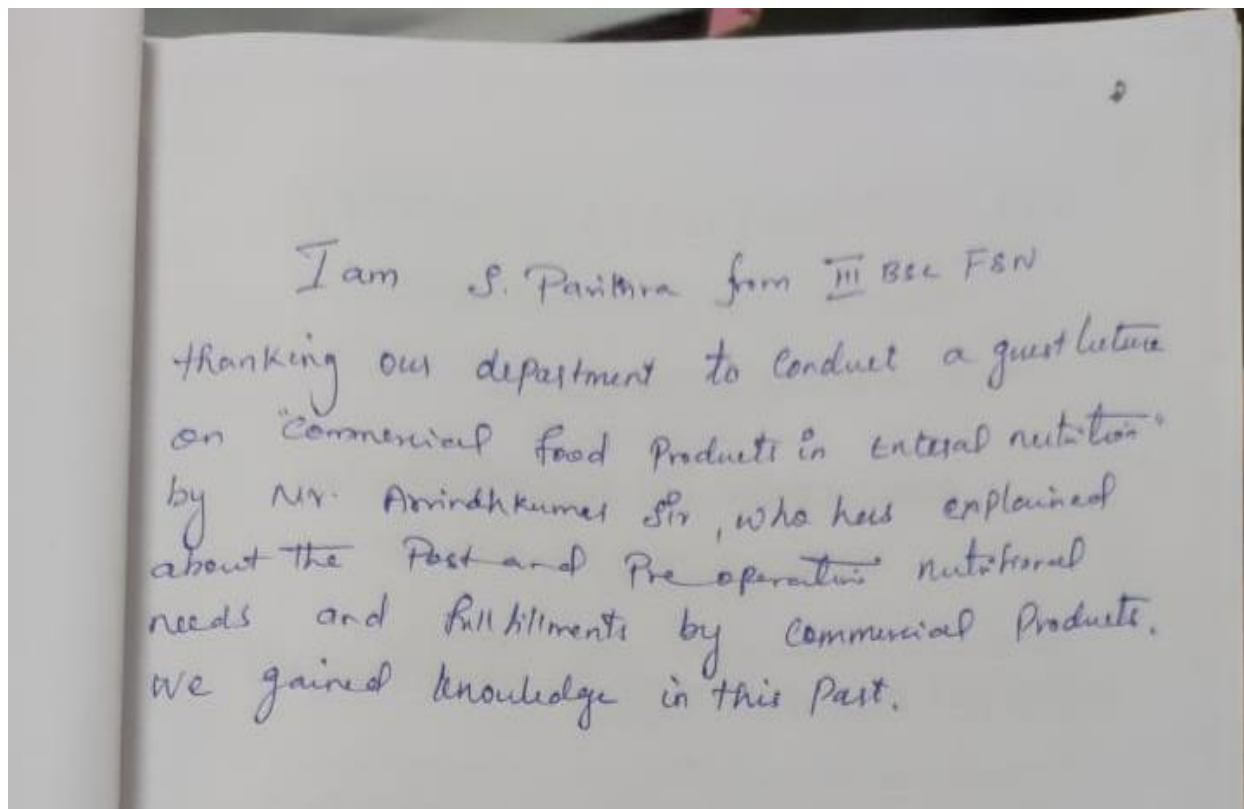 I am S. Pavithra from III BSc FSN
thanking our department to conduct a guest lecture
on "Commercial food Products in Enteral nutrition"
by Mr. Arvindhkumar Sir, who has explained
about the Post and Pre operative nutritional
needs and fullfillments by commercial Products.
we gained knowledge in this Part.